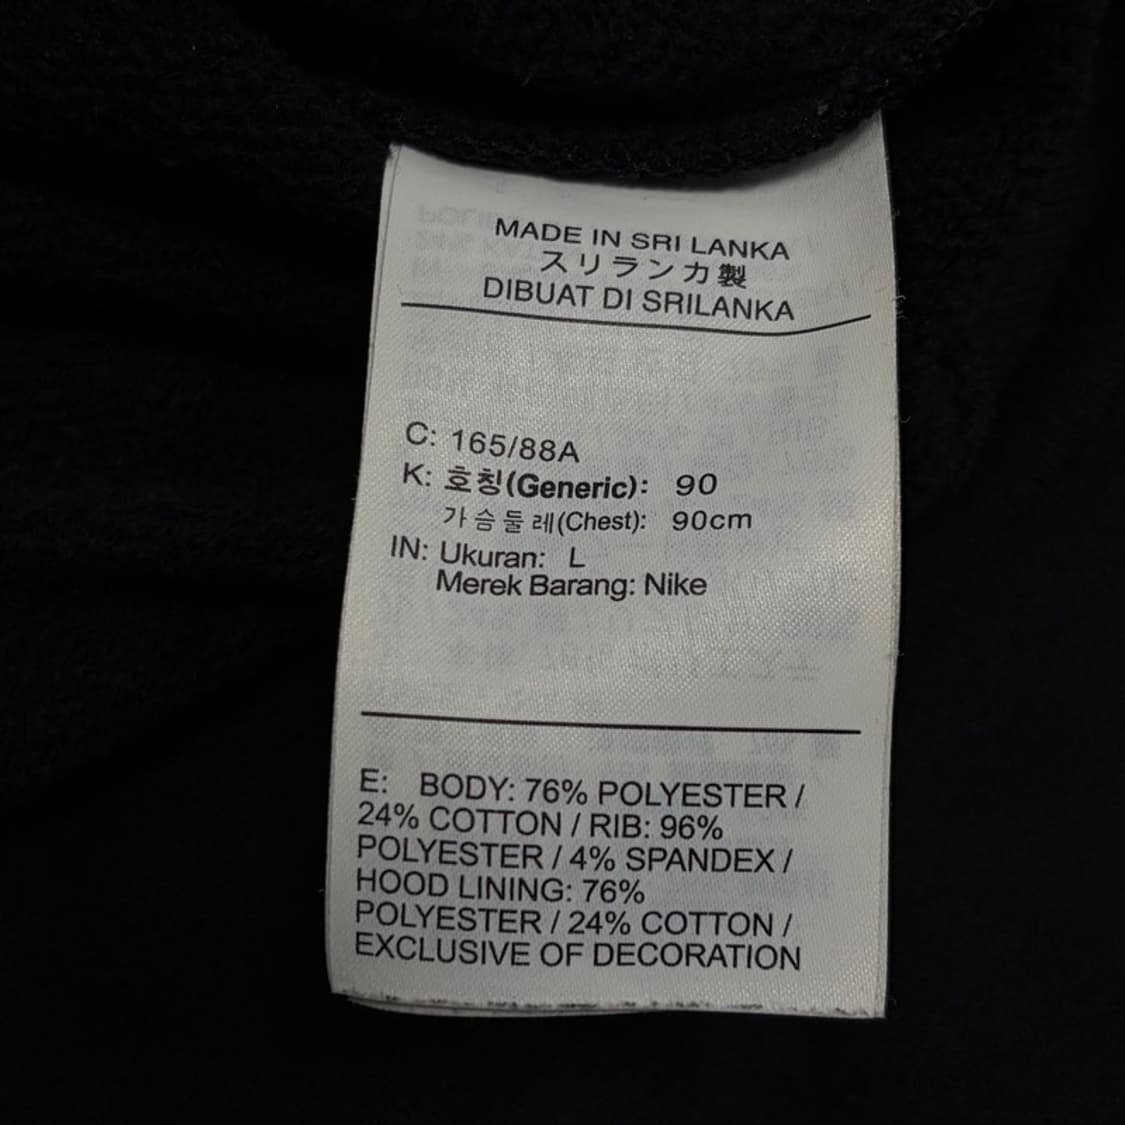 MADE IN SRI LANKA
スリランカ製
DIBUAT DI SRILANKA
C: 165/88A
K: 호칭(Generic): 90
가슴둘레(Chest): 90cm
IN: Ukuran: L
Merek Barang: Nike
E: BODY: 76% POLYESTER /
24% COTTON / RIB: 96%
POLYESTER / 4% SPANDEX /
HOOD LINING: 76%
POLYESTER / 24% COTTON /
EXCLUSIVE OF DECORATION